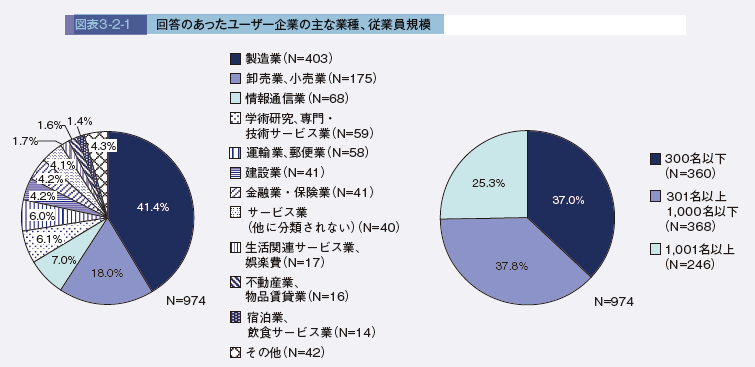 図表3-2-1 回答のあったユーザー企業の主な業種、従業員規模
製造業（N=403）
卸売業、小売業（N=175）
情報通信業（N=68）
学術研究、専門・
技術サービス業（N=59）
運輸業、郵便業（N=58）
建設業（N=41）
金融業・保険業（N=41）
サービス業
（他に分類されない）（N=40）
生活関連サービス業、
娯楽費（N=17）
不動産業、
物品賃貸業（N=16）
宿泊業、
飲食サービス業（N=14）
その他（N=42）
41.4%
18.0%
7.0%
6.1%
6.0%
4.2%
4.2%
4.1%
1.7%
1.6%
1.4%
4.3%
N=974
37.0%
37.8%
25.3%
N=974
300名以下
（N=360）
301名以上
1,000名以下
（N=368）
1,001名以上
（N=246）